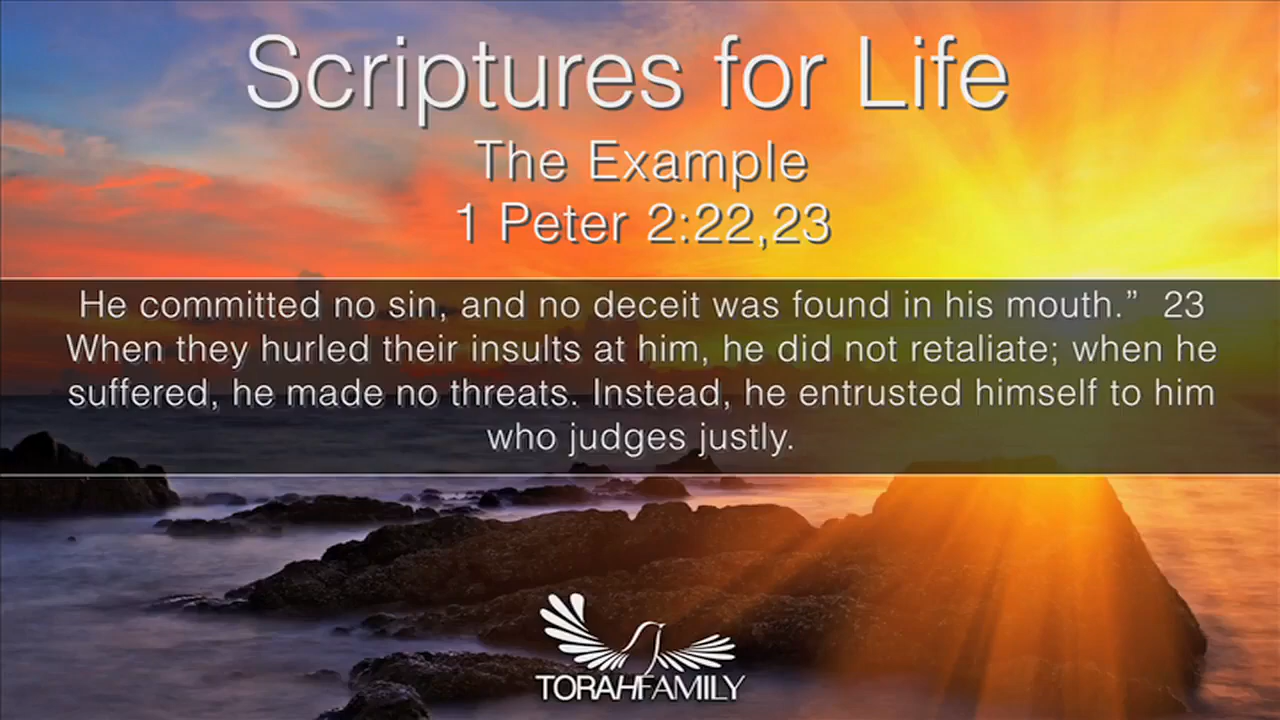 Scriptures for Life
The Example
1 Peter 2:22,23
He committed no sin, and no deceit was found in his mouth.”  23
When they hurled their insults at him, he did not retaliate; when he
suffered, he made no threats. Instead, he entrusted himself to him
who judges justly.
TORAHFAMILY